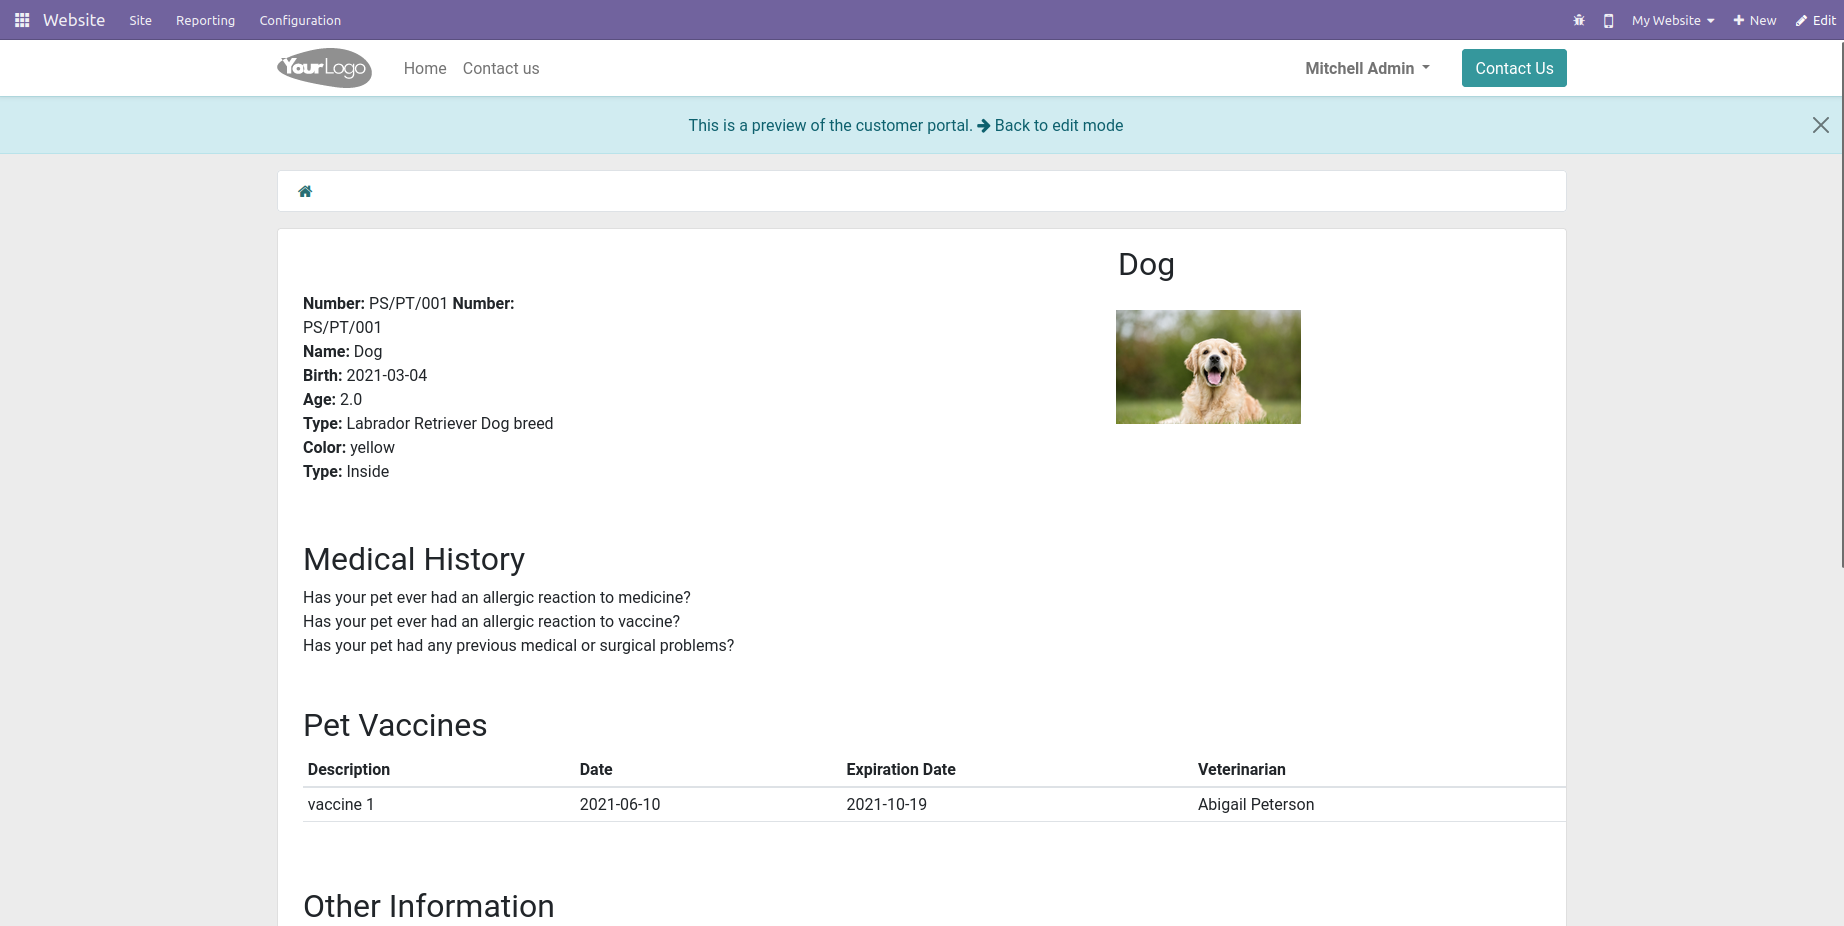 Website Site Reporting Configuration My Website New Edit
YourLogo Home Contact us Mitchell Admin Contact Us
This is a preview of the customer portal. Back to edit mode
Dog
Number: PS/PT/001 Number:
PS/PT/001
Name: Dog
Birth: 2021-03-04
Age: 2.0
Type: Labrador Retriever Dog breed
Color: yellow
Type: Inside
Medical History
Has your pet ever had an allergic reaction to medicine?
Has your pet ever had an allergic reaction to vaccine?
Has your pet had any previous medical or surgical problems?
Pet Vaccines
Description Date Expiration Date Veterinarian
vaccine 1 2021-06-10 2021-10-19 Abigail Peterson
Other Information